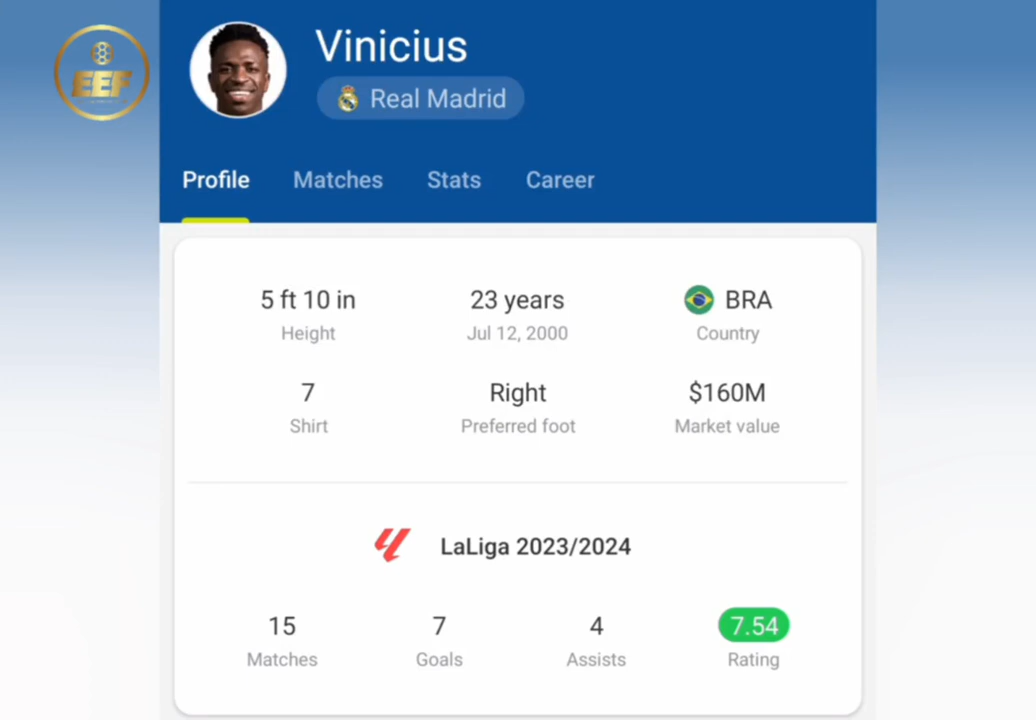 EEF
Vinicius
Real Madrid
Profile Matches Stats Career
5 ft 10 in 23 years BRA
Height Jul 12, 2000 Country
7 Right $160M
Shirt Preferred foot Market value
LaLiga 2023/2024
15 7 4 7.54
Matches Goals Assists Rating